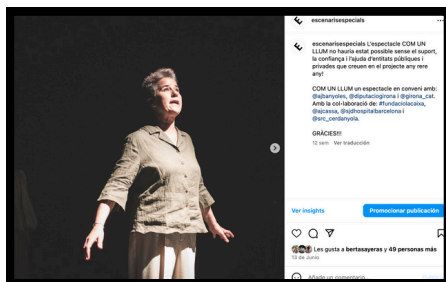 escenarisespecials
escenarisespecials L'espectacle COM UN
LLUM no hauria estat possible sense el suport,
la confiança i l'ajuda d'entitats públiques i
privades que creuen en el projecte any rere
any!
COM UN LLUM un espectacle en conveni amb:
@ajbanyoles, @diputaciogirona i @girona_cat.
Amb la col·laboració de: #fundaciolacaixa,
@ajcassa, @sjdhospitalbarcelona i
@src_cerdanyola.
GRÀCIES!!!
12 sem Ver traducción
Ver insights
Promocionar publicación
Les gusta a bertasayeras y 49 personas más
13 de Junio
Añade un comentario...